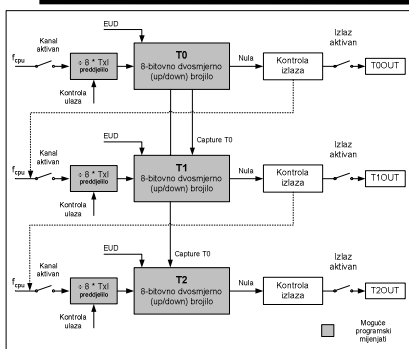 EUD
Kanal
aktivan
f cpu
÷ 8 * TxI
preddjelilo
Kontrola
ulaza
T0
8-bitovno dvosmjerno
(up/down) brojilo
Nula
Kontrola
izlaza
Izlaz
aktivan
T0OUT
Capture T0
EUD
Kanal
aktivan
f cpu
÷ 8 * TxI
preddjelilo
Kontrola
ulaza
T1
8-bitovno dvosmjerno
(up/down) brojilo
Nula
Kontrola
izlaza
Izlaz
aktivan
T1OUT
Capture T0
EUD
Kanal
aktivan
f cpu
÷ 8 * TxI
preddjelilo
Kontrola
ulaza
T2
8-bitovno dvosmjerno
(up/down) brojilo
Nula
Kontrola
izlaza
Izlaz
aktivan
T2OUT
Moguće
programski
mijenjati